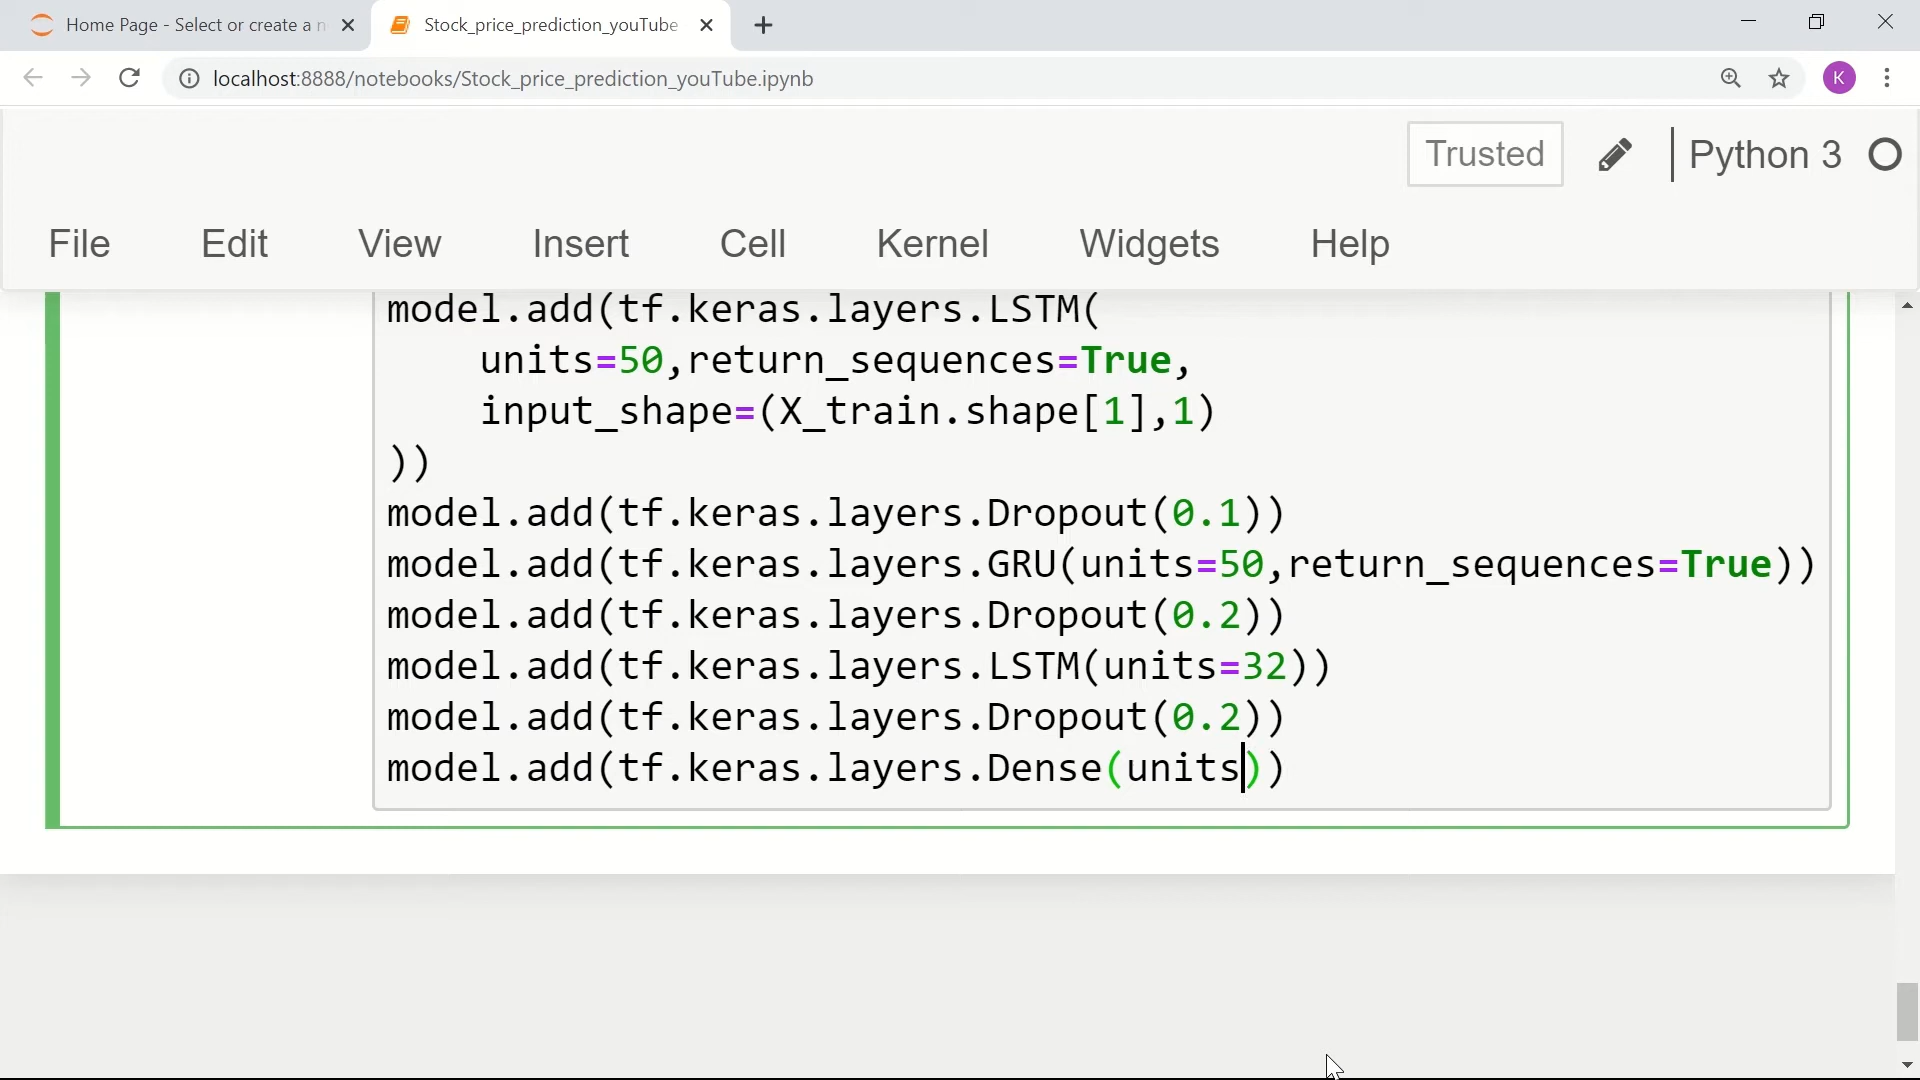 Home Page - Select or create a n
Stock_price_prediction_youTube
localhost:8888/notebooks/Stock_price_prediction_youTube.ipynb
K
Trusted
Python 3
File Edit View Insert Cell Kernel Widgets Help
model.add(tf.keras.layers.LSTM(
units=50,return_sequences=True,
input_shape=(X_train.shape[1],1)
))
model.add(tf.keras.layers.Dropout(0.1))
model.add(tf.keras.layers.GRU(units=50,return_sequences=True))
model.add(tf.keras.layers.Dropout(0.2))
model.add(tf.keras.layers.LSTM(units=32))
model.add(tf.keras.layers.Dropout(0.2))
model.add(tf.keras.layers.Dense(units))